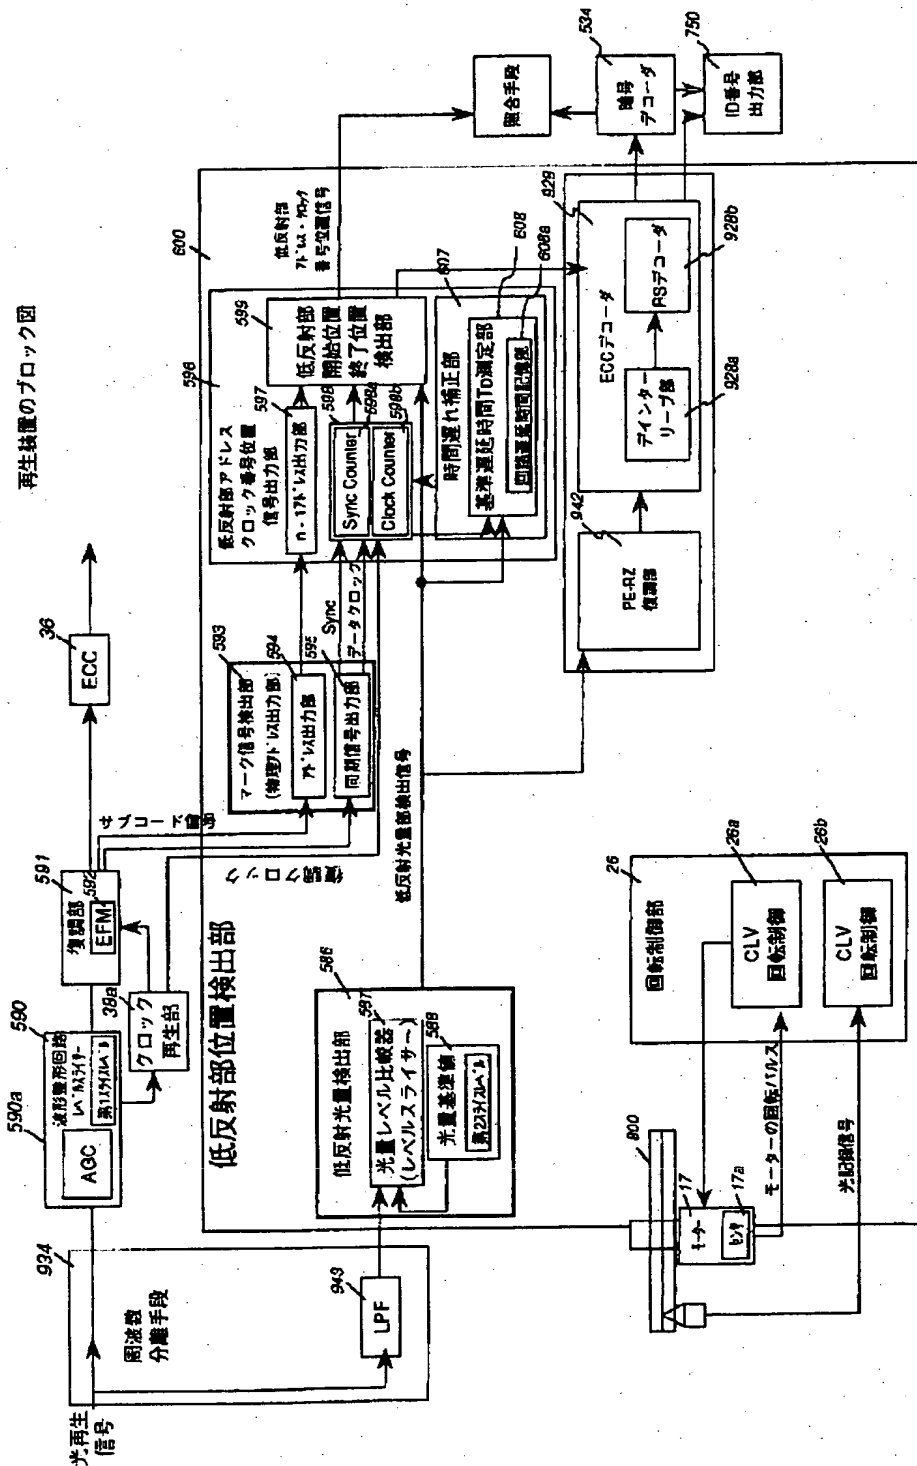 再生装置のブロック図
光再生
信号
934
周波数
分離手段
943
LPF
590a
590
波形整形回路
レベルスライサー
第1スライスレベル
AGC
38a
クロック
再生部
591
復調部
592
EFM
36
ECC
サブコード
復調クロック
低反射部位置検出部
600
586
低反射光量検出部
587
光量レベル比較器
(レベルスライサー)
588
光量基準値
第2スライスレベル
低反射光量部検出信号
593
マーク信号検出部
(物理アドレス出力部)
594
アドレス出力部
595
同期信号出力部
Sync
データクロック
596
低反射部アドレス
クロック番号位置
信号出力部
597
n-1アドレス出力部
598
598a
Sync Counter
598b
Clock Counter
599
低反射部
開始位置
終了位置
検出部
低反射部
アドレス・クロック
番号位置信号
607
時間遅れ補正部
608
基準遅延時間TD測定部
608a
回路遅延時間記憶部
照合手段
534
暗号
デコーダ
750
ID番号
出力部
942
PE-RZ
復調部
929
ECCデコーダ
928a
デインター
リーブ部
928b
RSデコーダ
800
17
モーター
17a
センサ
モーターの回転パルス
光記録信号
26
回転制御部
26a
CLV
回転制御
26b
CLV
回転制御